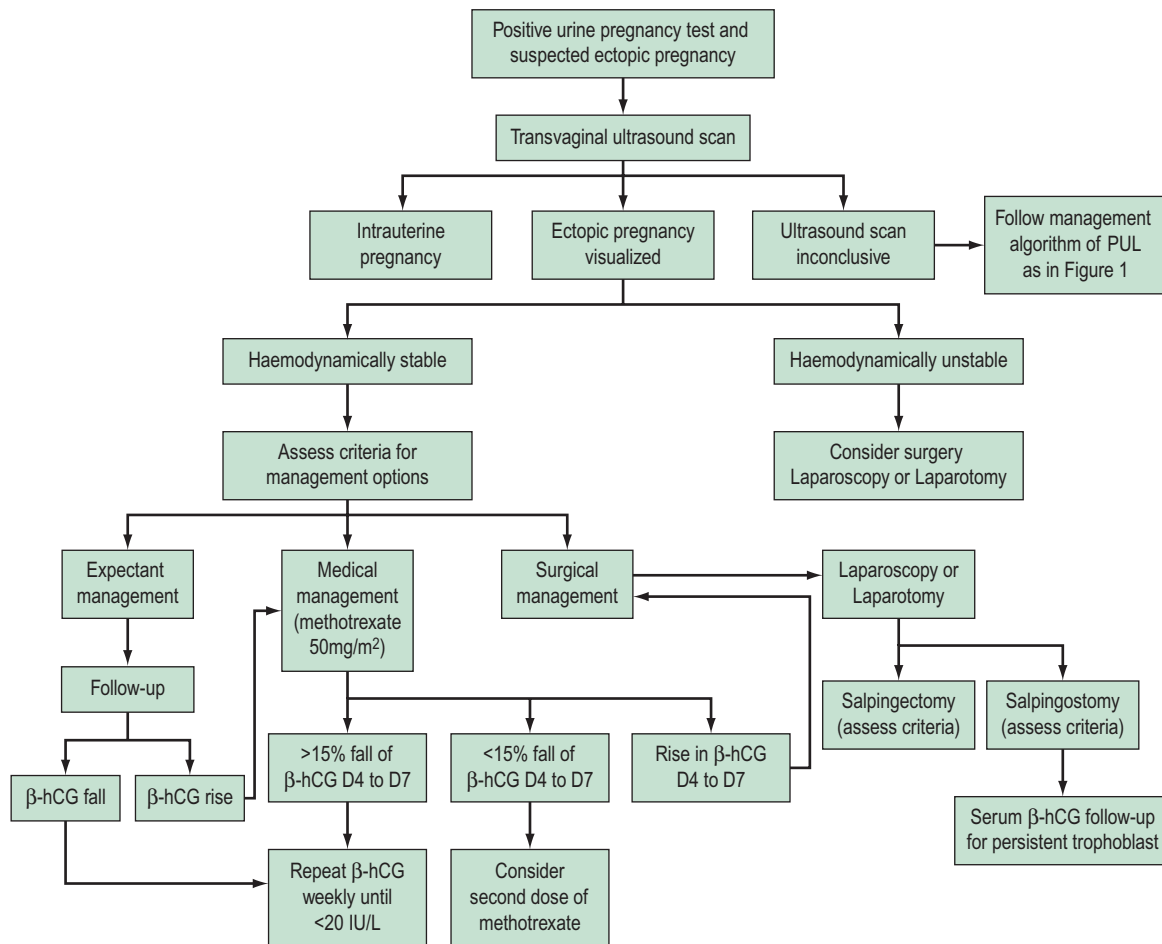 Positive urine pregnancy test and
suspected ectopic pregnancy
Transvaginal ultrasound scan
Intrauterine
pregnancy
Ectopic pregnancy
visualized
Ultrasound scan
inconclusive
Follow management
algorithm of PUL
as in Figure 1
Haemodynamically stable
Haemodynamically unstable
Assess criteria for
management options
Consider surgery
Laparoscopy or Laparotomy
Expectant
management
Medical
management
(methotrexate
50mg/m²)
Surgical
management
Laparoscopy or
Laparotomy
Follow-up
Salpingectomy
(assess criteria)
Salpingostomy
(assess criteria)
β-hCG fall
β-hCG rise
>15% fall of
β-hCG D4 to D7
<15% fall of
β-hCG D4 to D7
Rise in β-hCG
D4 to D7
Serum β-hCG follow-up
for persistent trophoblast
Repeat β-hCG
weekly until
<20 IU/L
Consider
second dose of
methotrexate